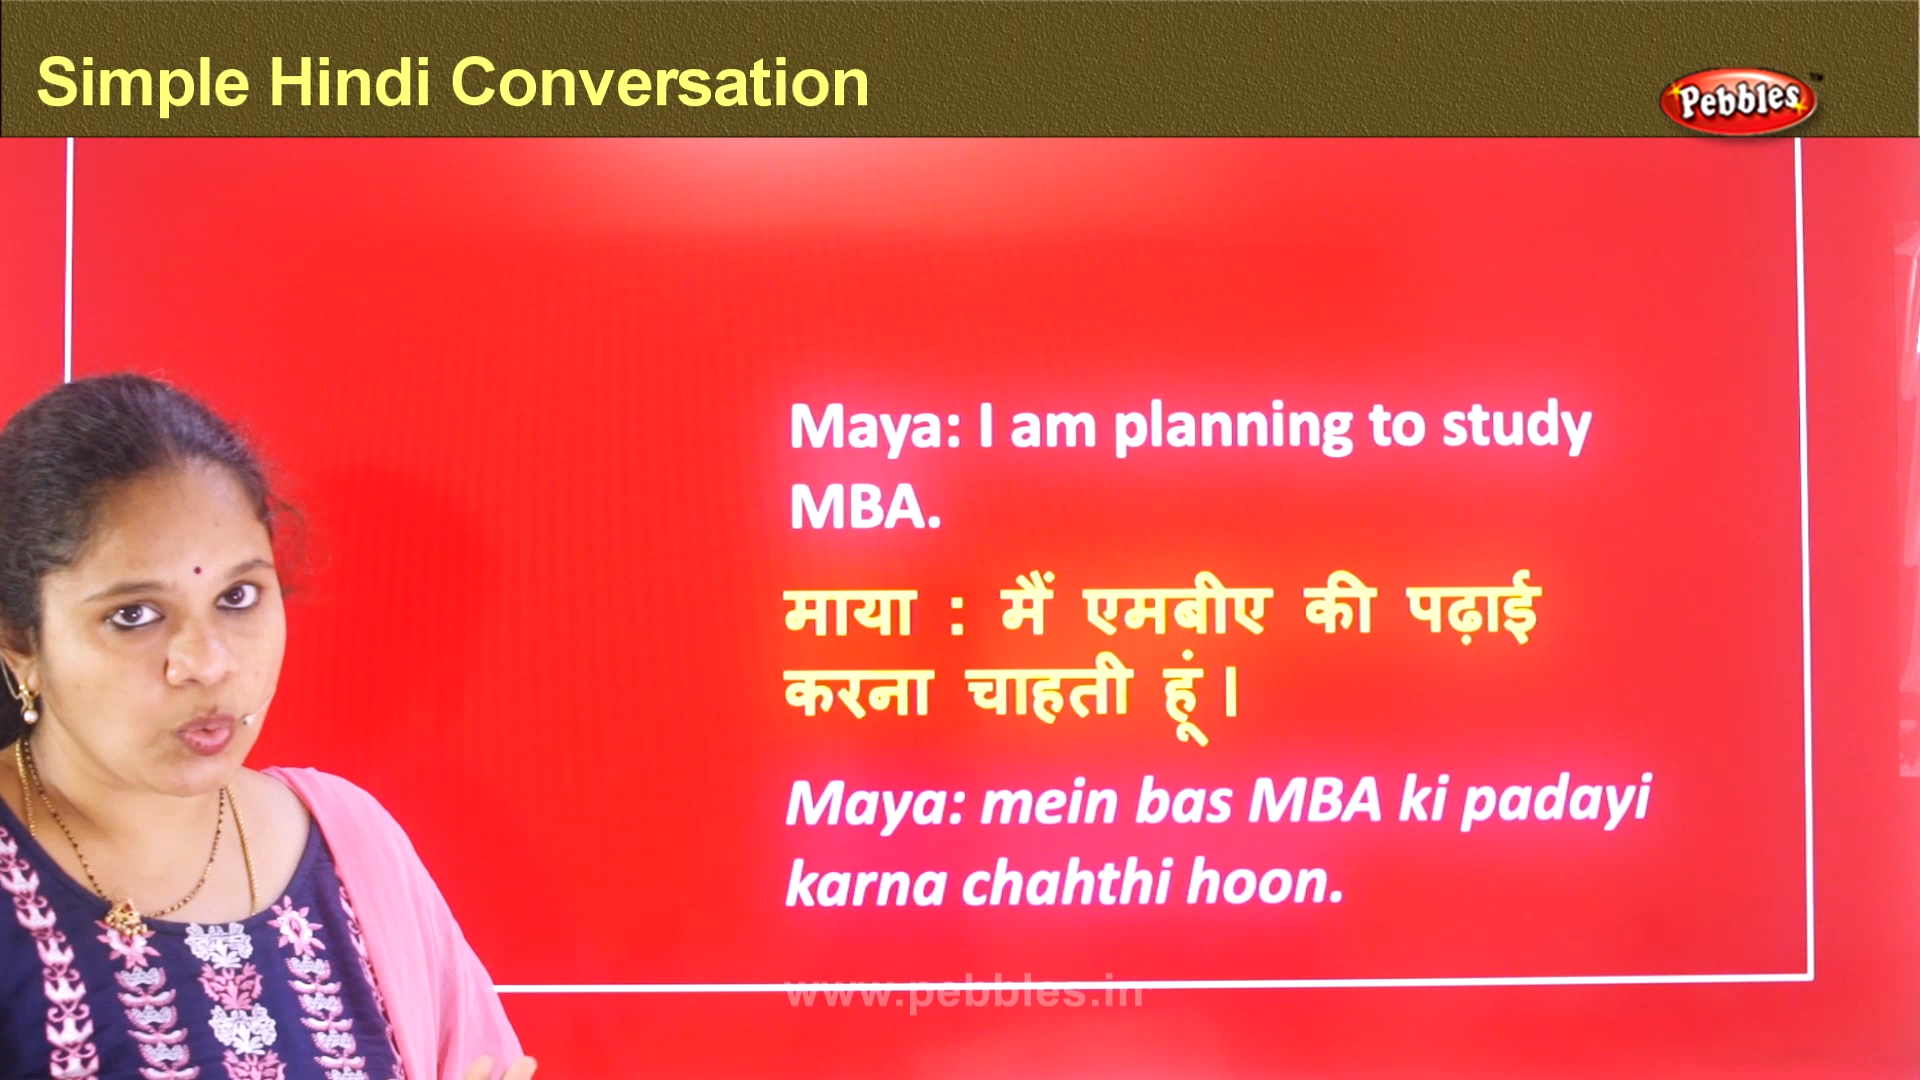 Simple Hindi Conversation
Pebbles™
Maya: I am planning to study
MBA.
माया : मैं एमबीए की पढ़ाई
करना चाहती हूं।
Maya: mein bas MBA ki padayi
karna chahthi hoon.
www.pebbles.in